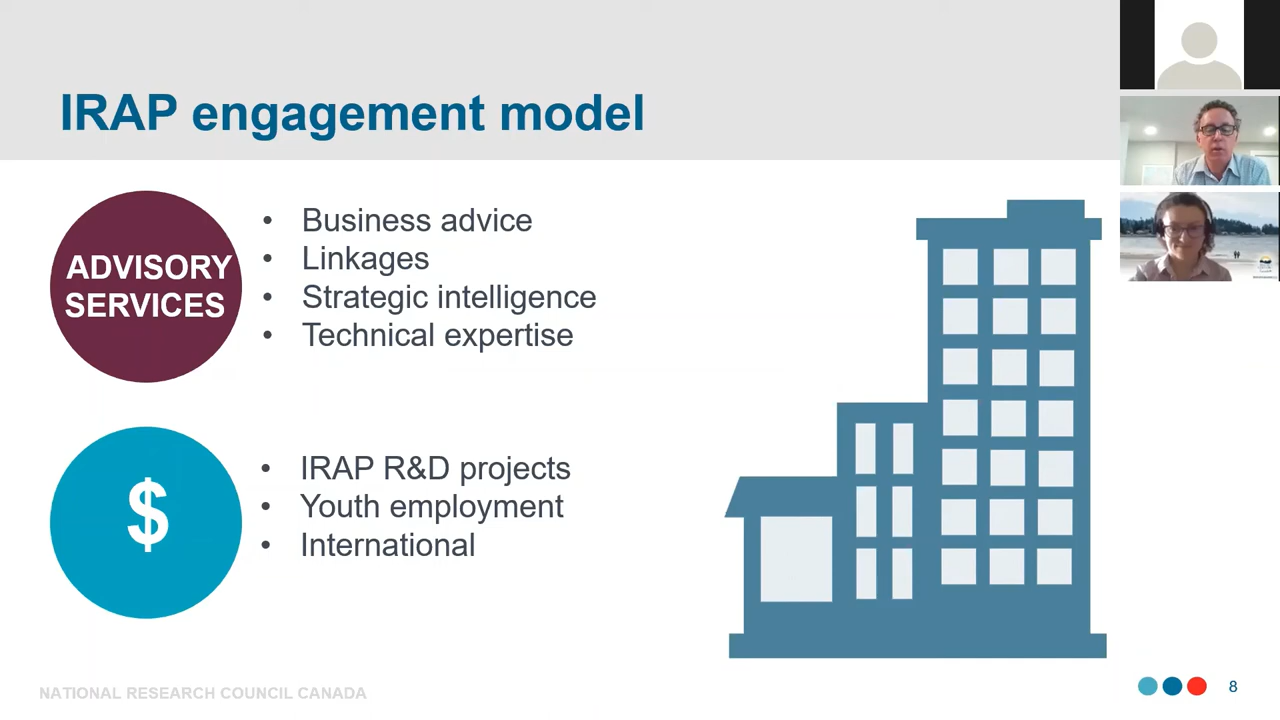 IRAP engagement model
ADVISORY
SERVICES
• Business advice
• Linkages
• Strategic intelligence
• Technical expertise
$
• IRAP R&D projects
• Youth employment
• International
NATIONAL RESEARCH COUNCIL CANADA
8